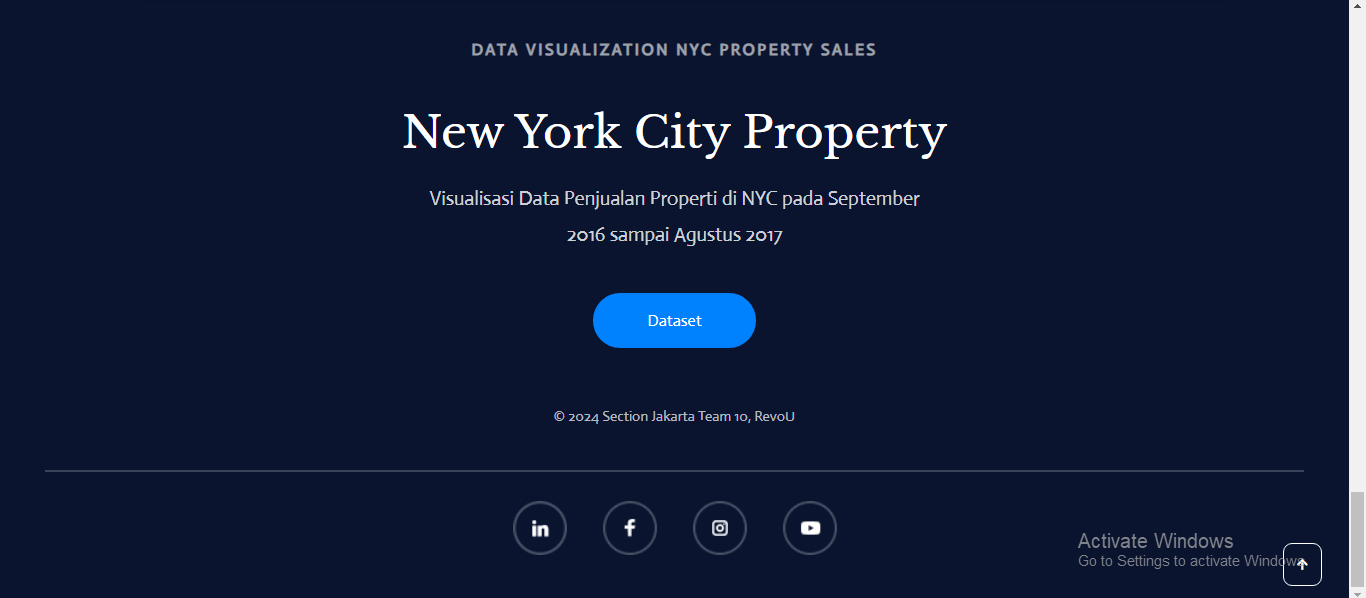 DATA VISUALIZATION NYC PROPERTY SALES
New York City Property
Visualisasi Data Penjualan Properti di NYC pada September
2016 sampai Agustus 2017
Dataset
© 2024 Section Jakarta Team 10, RevoU
Activate Windows
Go to Settings to activate Windows.